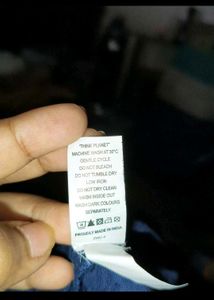 "THINK PLANET"
MACHINE WASH AT 30°C
GENTLE CYCLE
DO NOT BLEACH
DO NOT TUMBLE DRY
LOW IRON
DO NOT DRY CLEAN
WASH INSIDE OUT
WASH DARK COLOURS
SEPARATELY
PROUDLY MADE IN INDIA